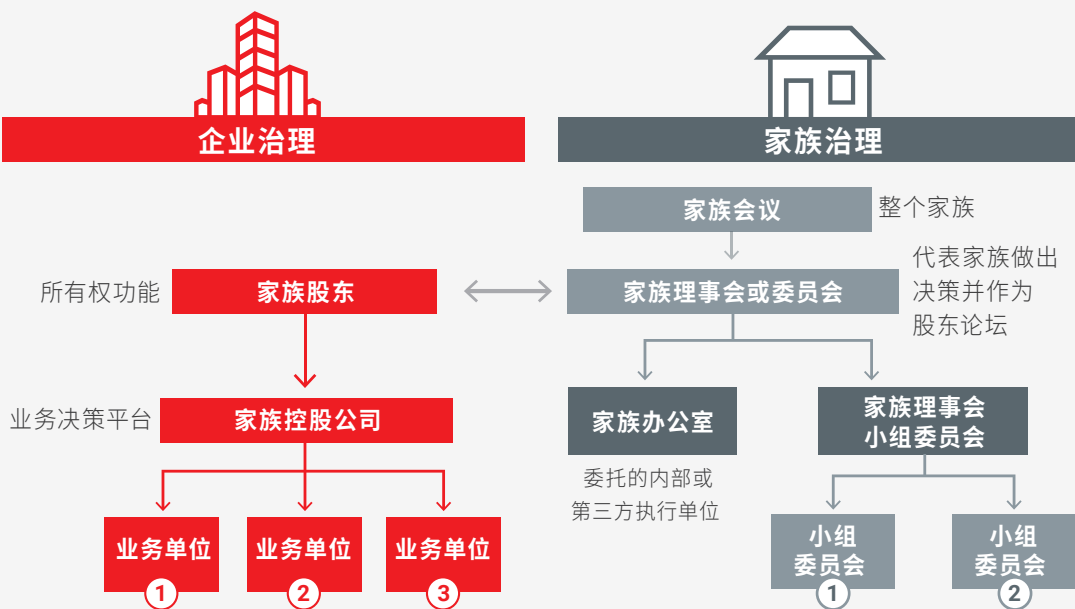 企业治理
家族治理
家族会议
整个家族
所有权功能
家族股东
家族理事会或委员会
代表家族做出
决策并作为
股东论坛
业务决策平台
家族控股公司
家族办公室
家族理事会
小组委员会
委托的内部或
第三方执行单位
业务单位
1
业务单位
2
业务单位
3
小组
委员会
1
小组
委员会
2